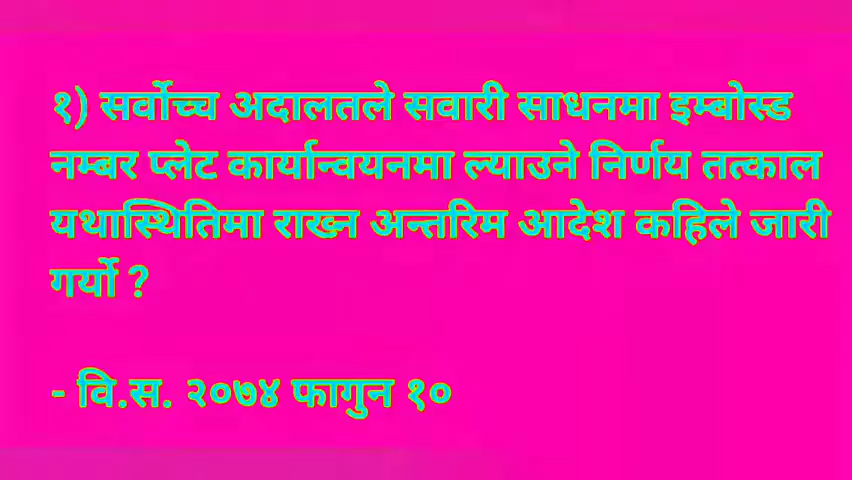 १) सर्वोच्च अदालतले सवारी साधनमा इम्बोस्ड
नम्बर प्लेट कार्यान्वयनमा ल्याउने निर्णय तत्काल
यथास्थितिमा राख्न अन्तरिम आदेश कहिले जारी
गर्यो ?
- वि.स. २०७४ फागुन १०